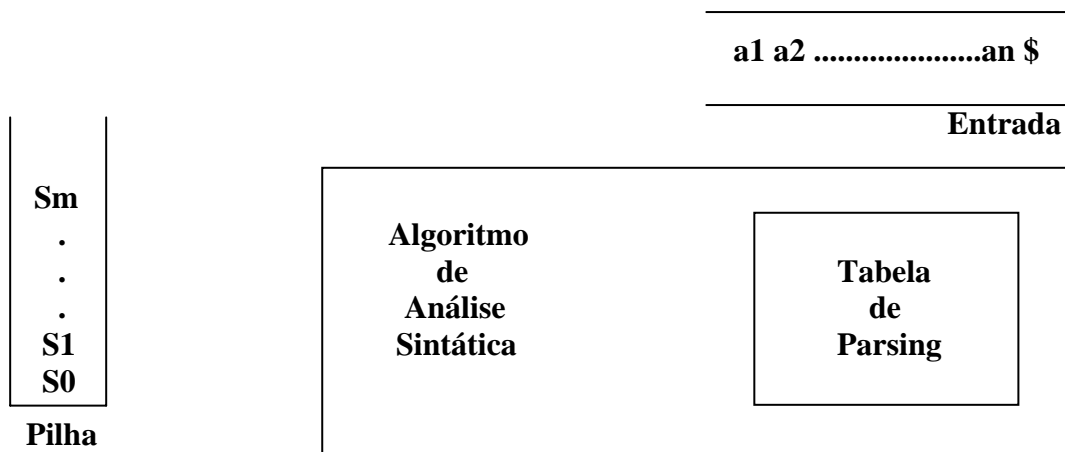 a1 a2 .....................an $
Entrada
Sm
.
.
.
S1
S0
Pilha
Algoritmo
de
Análise
Sintática
Tabela
de
Parsing